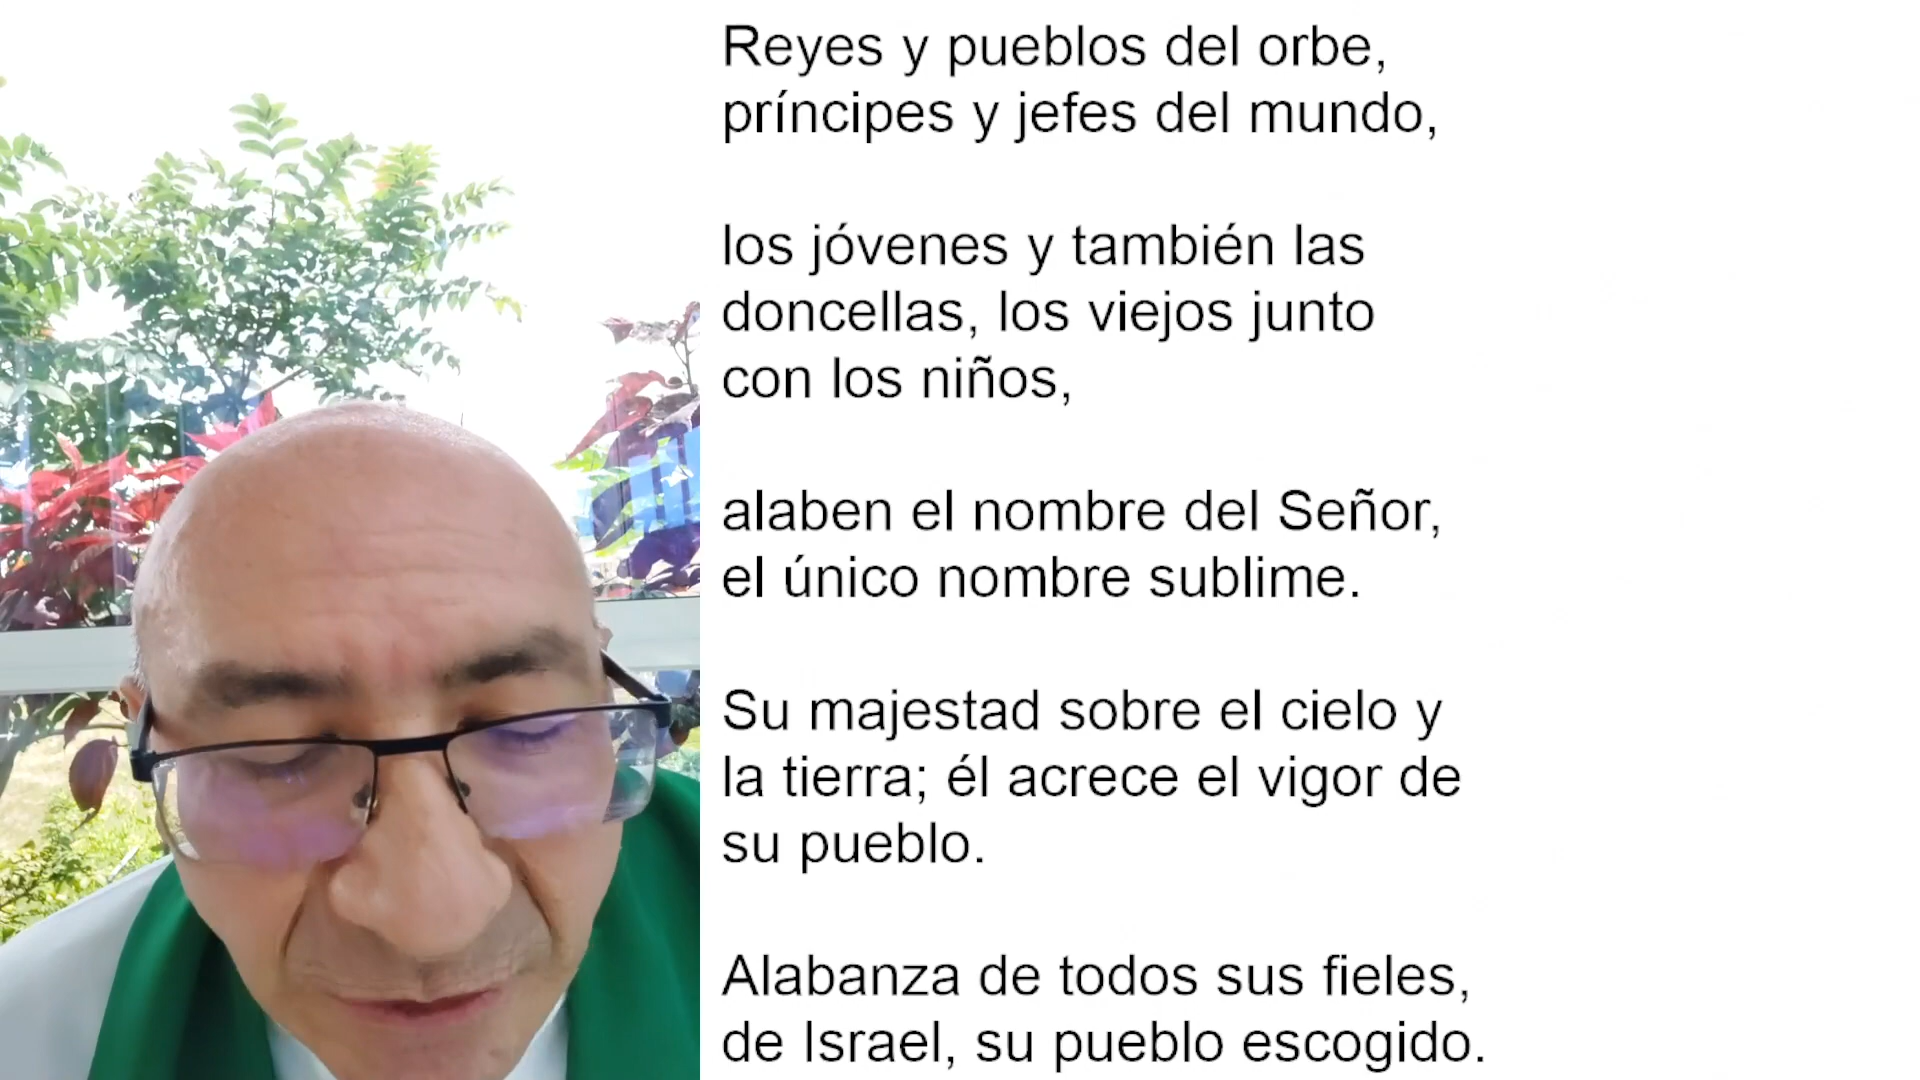 Reyes y pueblos del orbe,
príncipes y jefes del mundo,
los jóvenes y también las
doncellas, los viejos junto
con los niños,
alaben el nombre del Señor,
el único nombre sublime.
Su majestad sobre el cielo y
la tierra; él acrece el vigor de
su pueblo.
Alabanza de todos sus fieles,
de Israel, su pueblo escogido.